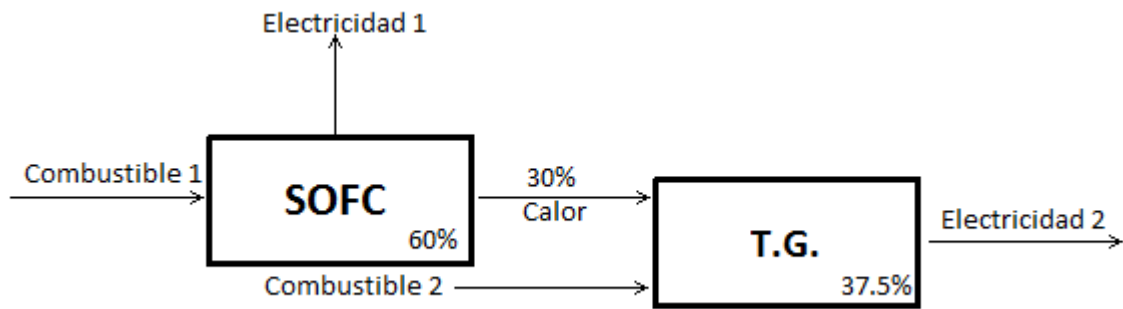 Electricidad 1
Combustible 1
SOFC
60%
30%
Calor
Combustible 2
T.G.
37.5%
Electricidad 2